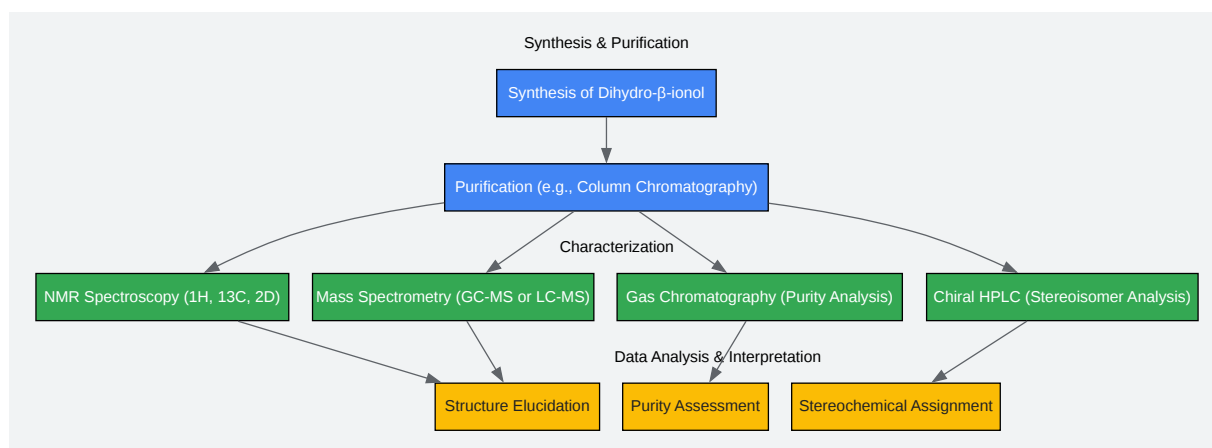 Synthesis & Purification
Synthesis of Dihydro-β-ionol
Purification (e.g., Column Chromatography)
Characterization
NMR Spectroscopy (1H, 13C, 2D)
Mass Spectrometry (GC-MS or LC-MS)
Gas Chromatography (Purity Analysis)
Chiral HPLC (Stereoisomer Analysis)
Data Analysis & Interpretation
Structure Elucidation
Purity Assessment
Stereochemical Assignment